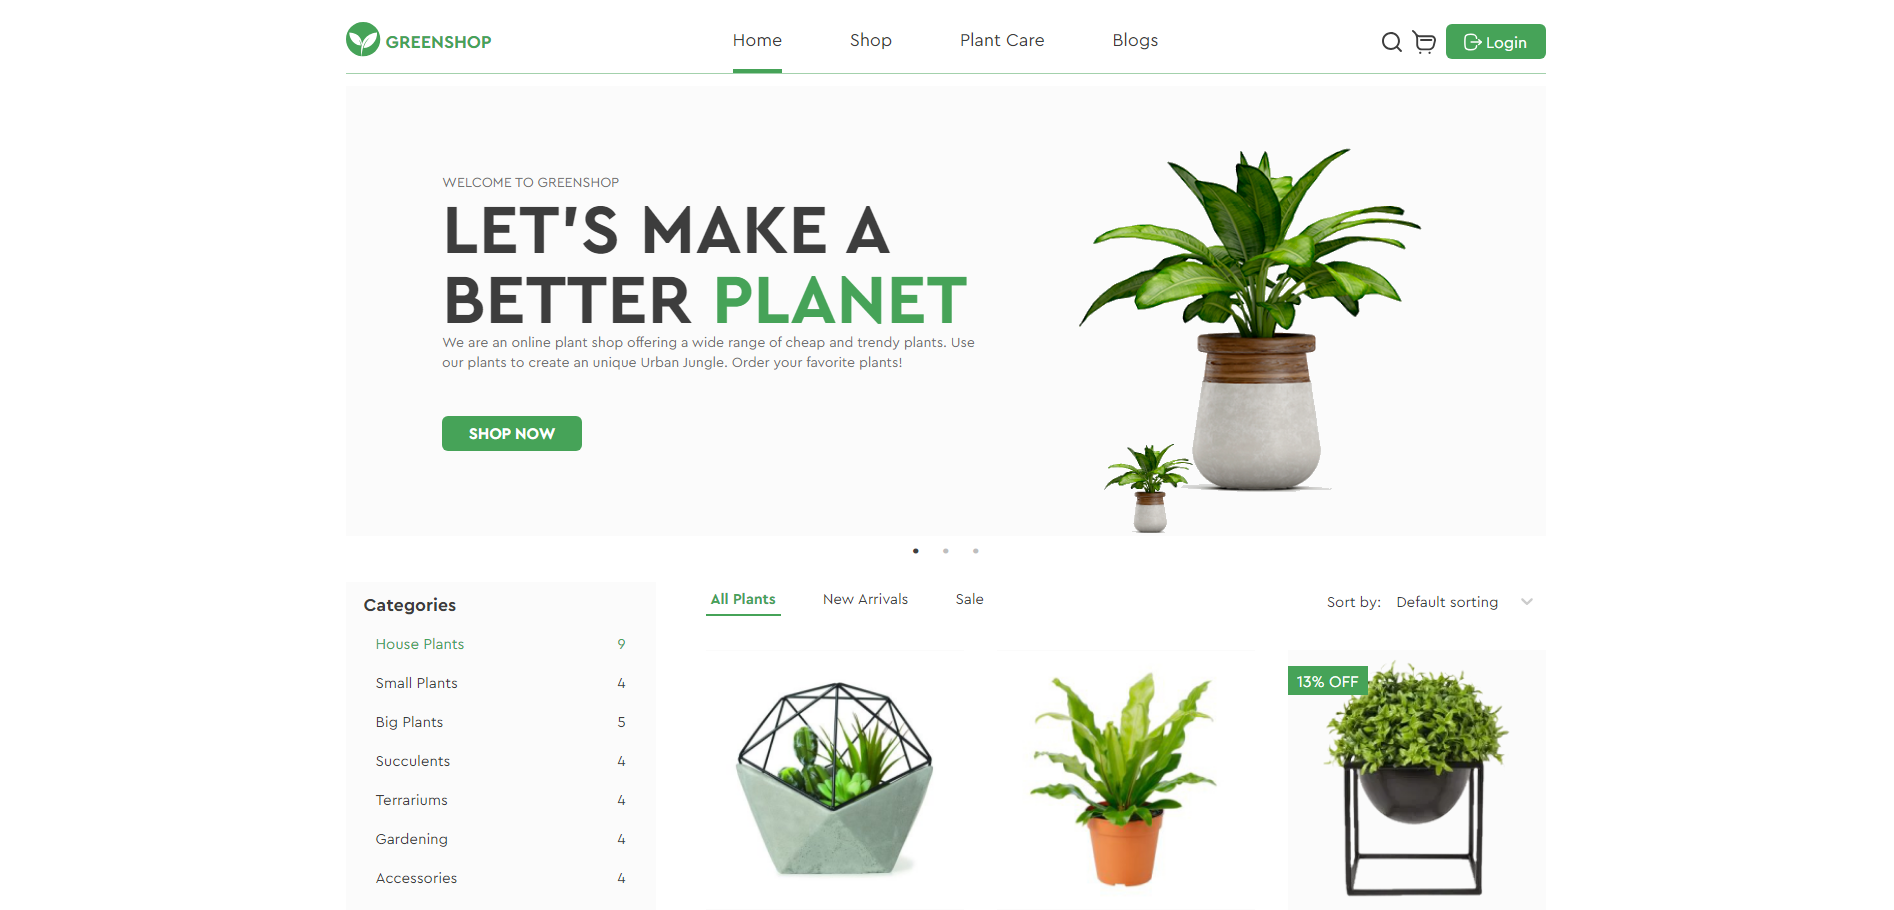 GREENSHOP
Home
Shop
Plant Care
Blogs
Login
WELCOME TO GREENSHOP
LET'S MAKE A
BETTER PLANET
We are an online plant shop offering a wide range of cheap and trendy plants. Use
our plants to create an unique Urban Jungle. Order your favorite plants!
SHOP NOW
Categories
House Plants 9
Small Plants 4
Big Plants 5
Succulents 4
Terrariums 4
Gardening 4
Accessories 4
All Plants
New Arrivals
Sale
Sort by: Default sorting
13% OFF